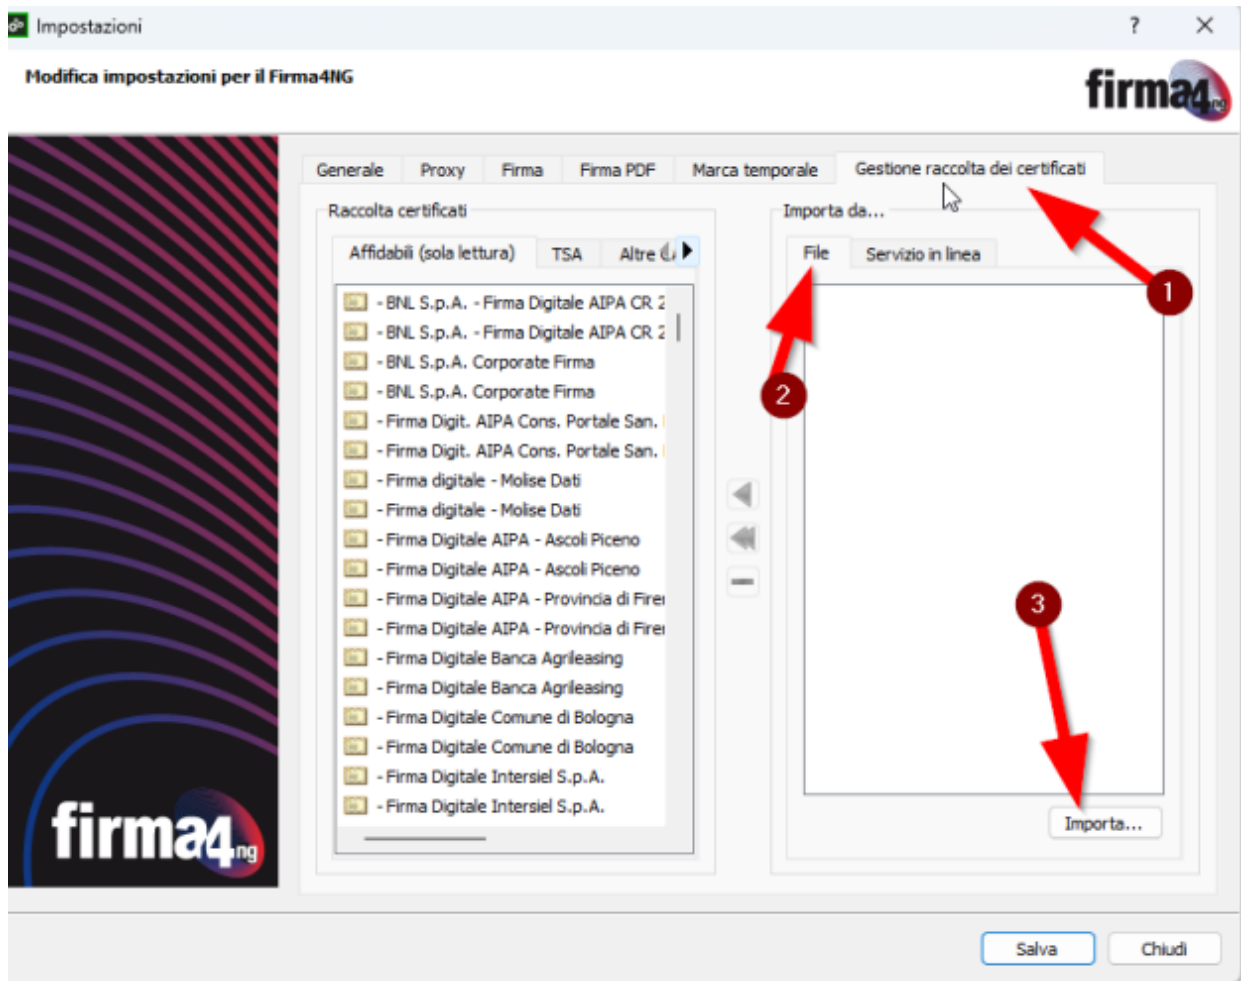 Impostazioni
?
Modifica impostazioni per il Firma4NG
firma4ng
Generale Proxy Firma Firma PDF Marca temporale Gestione raccolta dei certificati
Raccolta certificati
Affidabili (sola lettura) TSA Altre
- BNL S.p.A. - Firma Digitale AIPA CR 2
- BNL S.p.A. - Firma Digitale AIPA CR 2
- BNL S.p.A. Corporate Firma
- BNL S.p.A. Corporate Firma
- Firma Digit. AIPA Cons. Portale San.
- Firma Digit. AIPA Cons. Portale San.
- Firma digitale - Molise Dati
- Firma digitale - Molise Dati
- Firma Digitale AIPA - Ascoli Piceno
- Firma Digitale AIPA - Ascoli Piceno
- Firma Digitale AIPA - Provincia di Firen
- Firma Digitale AIPA - Provincia di Firen
- Firma Digitale Banca Agrileasing
- Firma Digitale Banca Agrileasing
- Firma Digitale Comune di Bologna
- Firma Digitale Comune di Bologna
- Firma Digitale Intersiel S.p.A.
- Firma Digitale Intersiel S.p.A.
Importa da...
File Servizio in linea
1
2
3
Importa...
firma4ng
Salva Chiudi